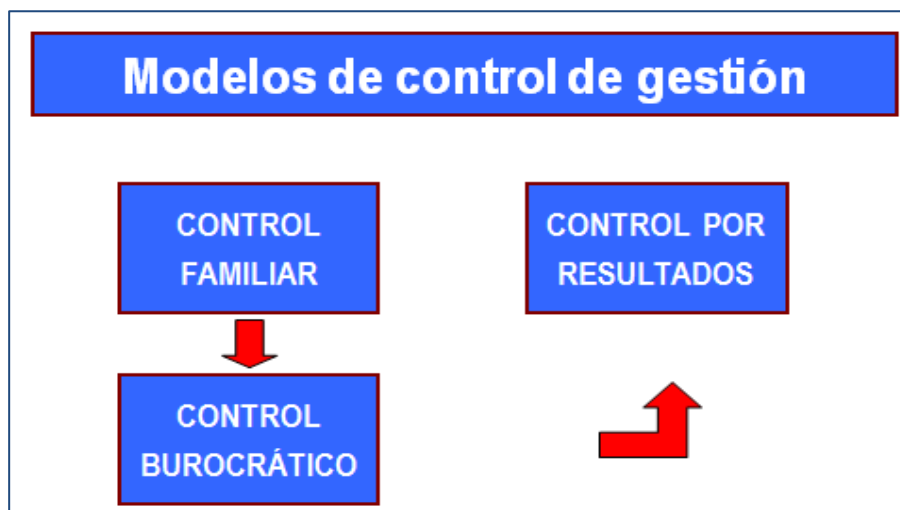 Modelos de control de gestión
CONTROL
FAMILIAR
CONTROL POR
RESULTADOS
CONTROL
BUROCRÁTICO